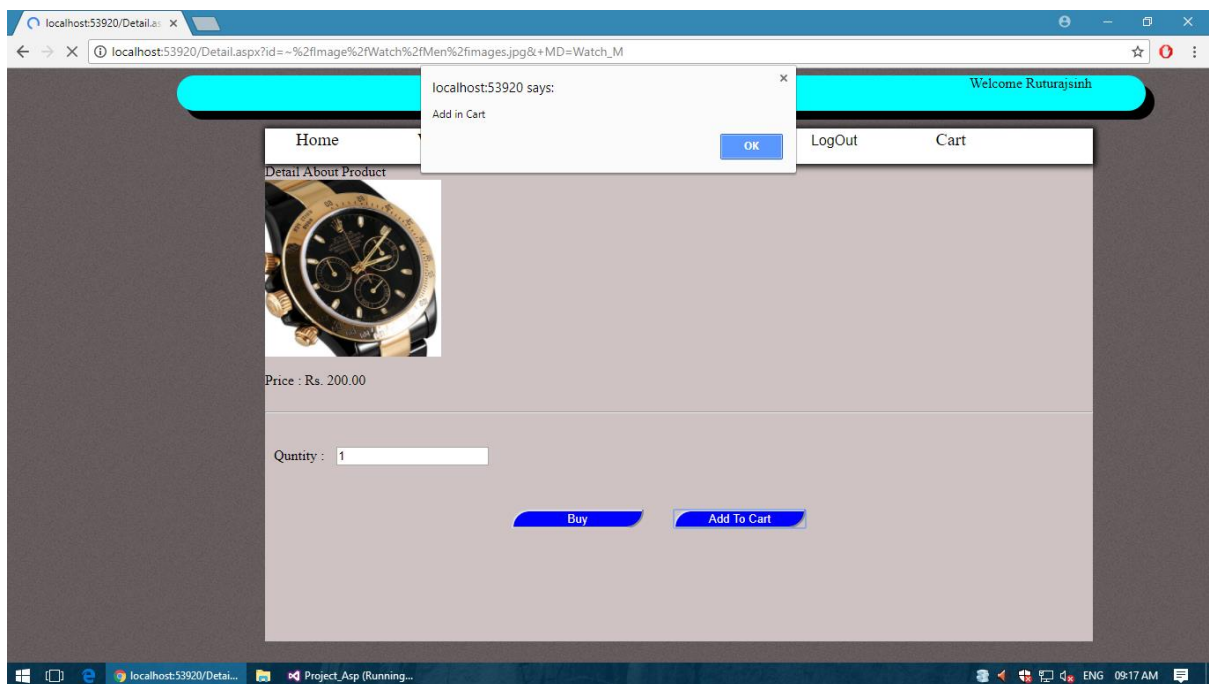 localhost:53920/Detail.as
localhost:53920/Detail.aspx?id=~%2fImage%2fWatch%2fMen%2fimages.jpg&+MD=Watch_M
Welcome Ruturajsinh
localhost:53920 says:
Add in Cart
OK
Home
LogOut
Cart
Detail About Product
Price : Rs. 200.00
Quntity :
1
Buy
Add To Cart
localhost:53920/Detai...
Project_Asp (Running...
ENG
09:17 AM